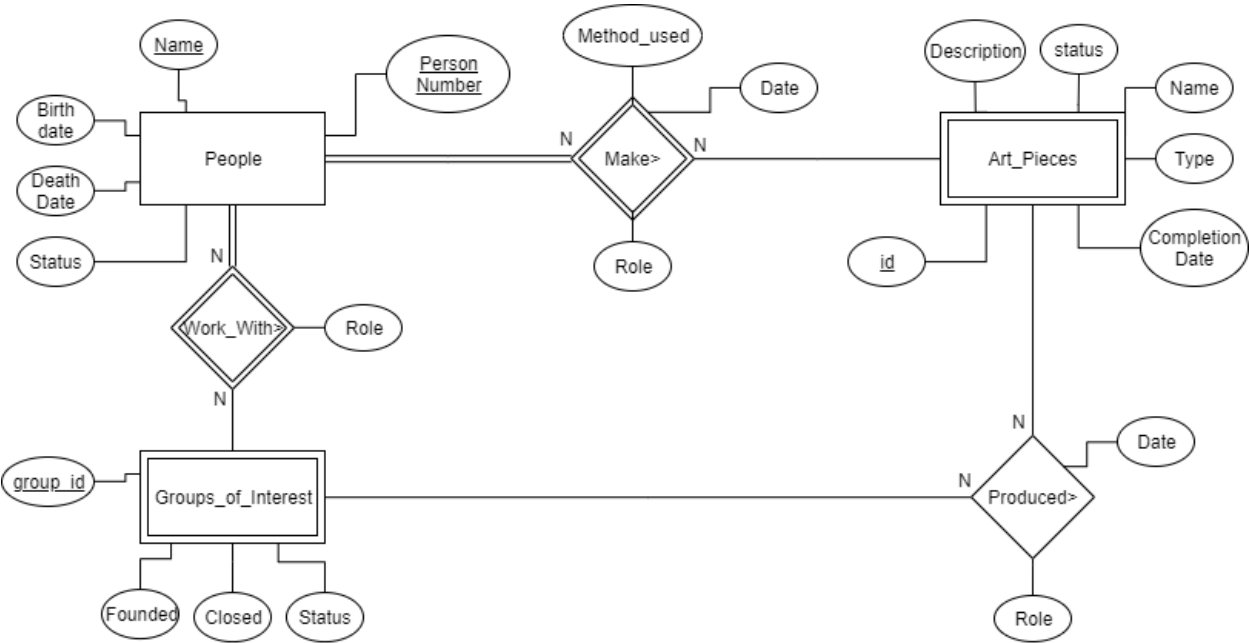 Name
Person
Number
Method_used
Date
Description
status
Name
Birth
date
People
N
Make>
N
Art_Pieces
Type
Death
Date
Status
N
Role
id
Completion
Date
Work_With>
Role
N
N
Date
group_id
Groups_of_Interest
N
Produced>
Founded
Closed
Status
Role